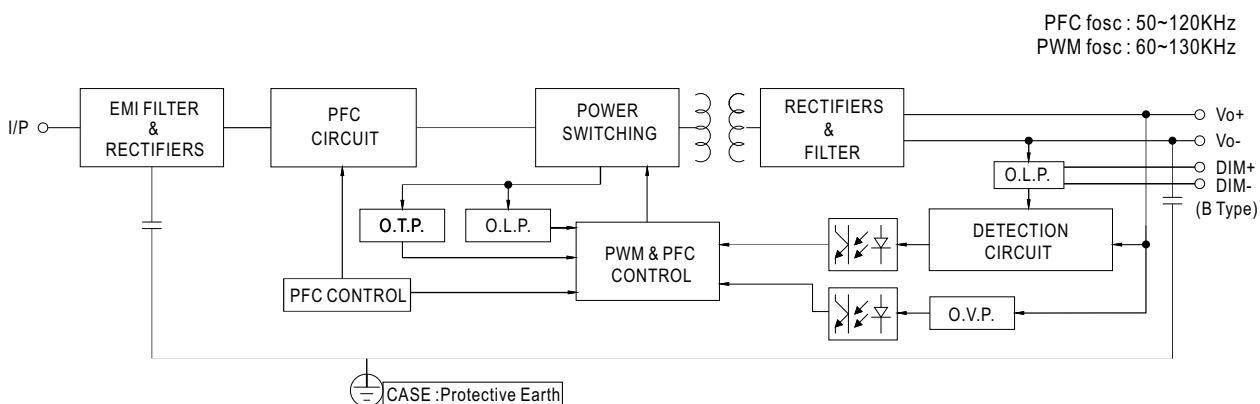 PFC fosc : 50~120KHz
PWM fosc : 60~130KHz
I/P
EMI FILTER
&
RECTIFIERS
PFC
CIRCUIT
POWER
SWITCHING
RECTIFIERS
&
FILTER
Vo+
Vo-
DIM+
DIM-
(B Type)
O.L.P.
O.T.P.
O.L.P.
PWM & PFC
CONTROL
DETECTION
CIRCUIT
PFC CONTROL
O.V.P.
CASE :Protective Earth